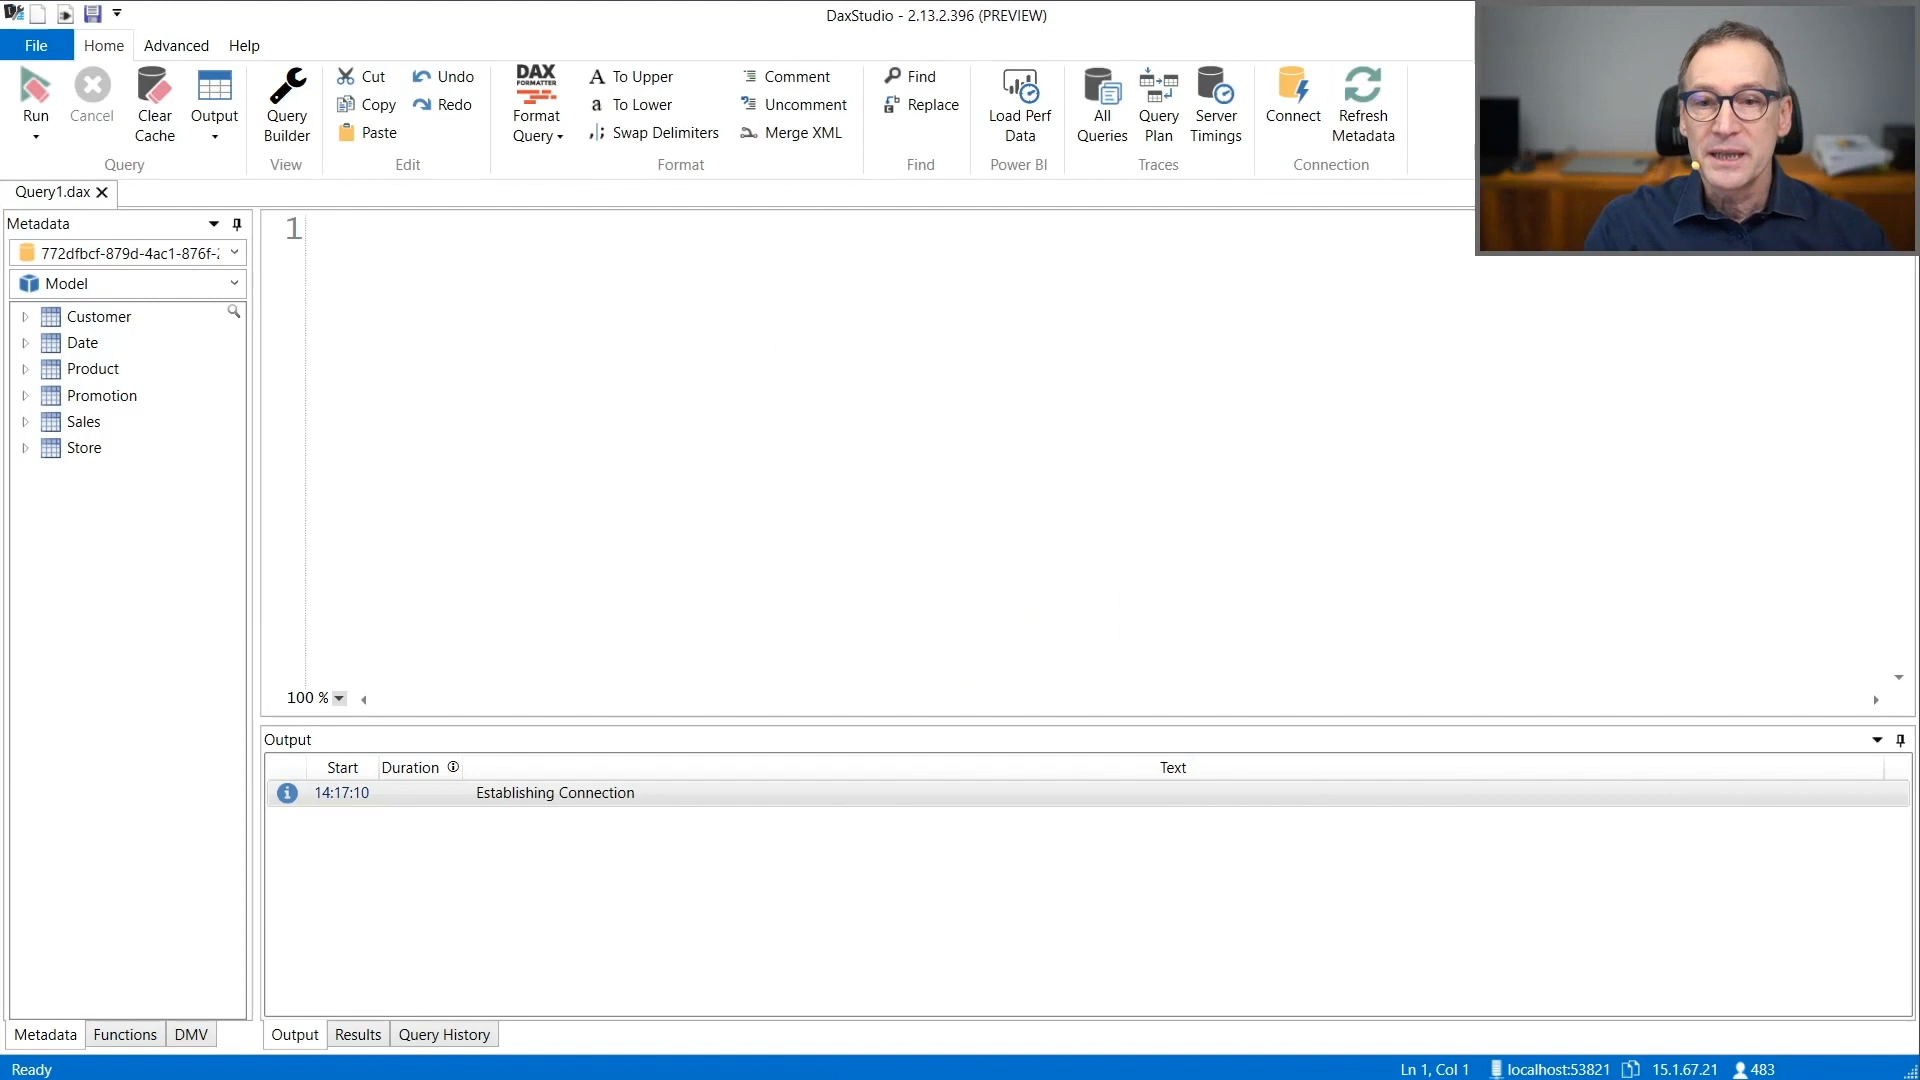 DaxStudio - 2.13.2.396 (PREVIEW)
File Home Advanced Help
Run
Cancel
Clear Cache
Output
Query
Query Builder
View
Cut
Copy
Paste
Undo
Redo
Edit
DAX FORMATTER
Format Query
A To Upper
a To Lower
Swap Delimiters
Comment
Uncomment
Merge XML
Format
Find
Replace
Find
Load Perf Data
Power BI
All Queries
Query Plan
Server Timings
Traces
Connect
Refresh Metadata
Connection
Query1.dax
Metadata
772dfbcf-879d-4ac1-876f-
Model
Customer
Date
Product
Promotion
Sales
Store
1
100 %
Output
Start Duration Text
14:17:10 Establishing Connection
Metadata Functions DMV
Output Results Query History
Ready
Ln 1, Col 1 localhost:53821 15.1.67.21 483